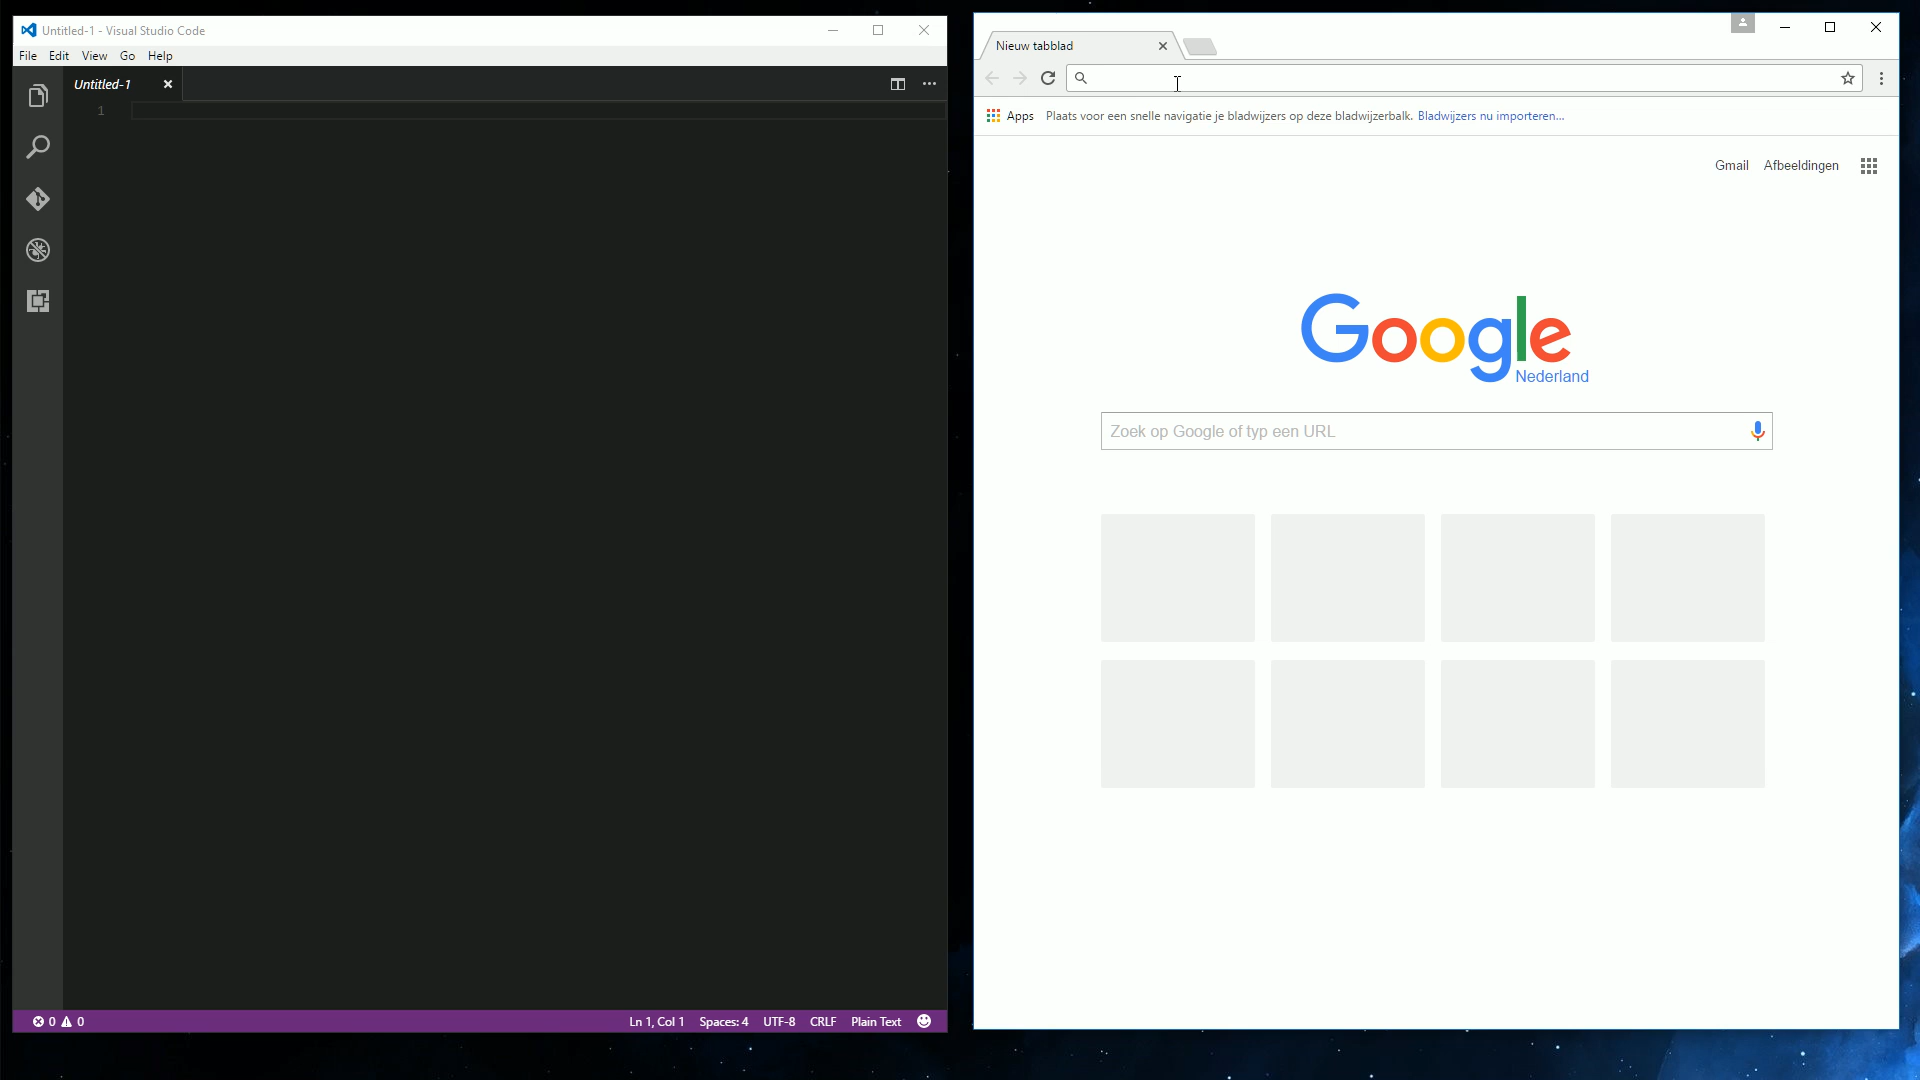 Untitled-1 - Visual Studio Code
File Edit View Go Help
Untitled-1
1
0 0
Ln 1, Col 1 Spaces: 4 UTF-8 CRLF Plain Text
Nieuw tabblad
Apps Plaats voor een snelle navigatie je bladwijzers op deze bladwijzerbalk. Bladwijzers nu importeren...
Gmail Afbeeldingen
Google
Nederland
Zoek op Google of typ een URL